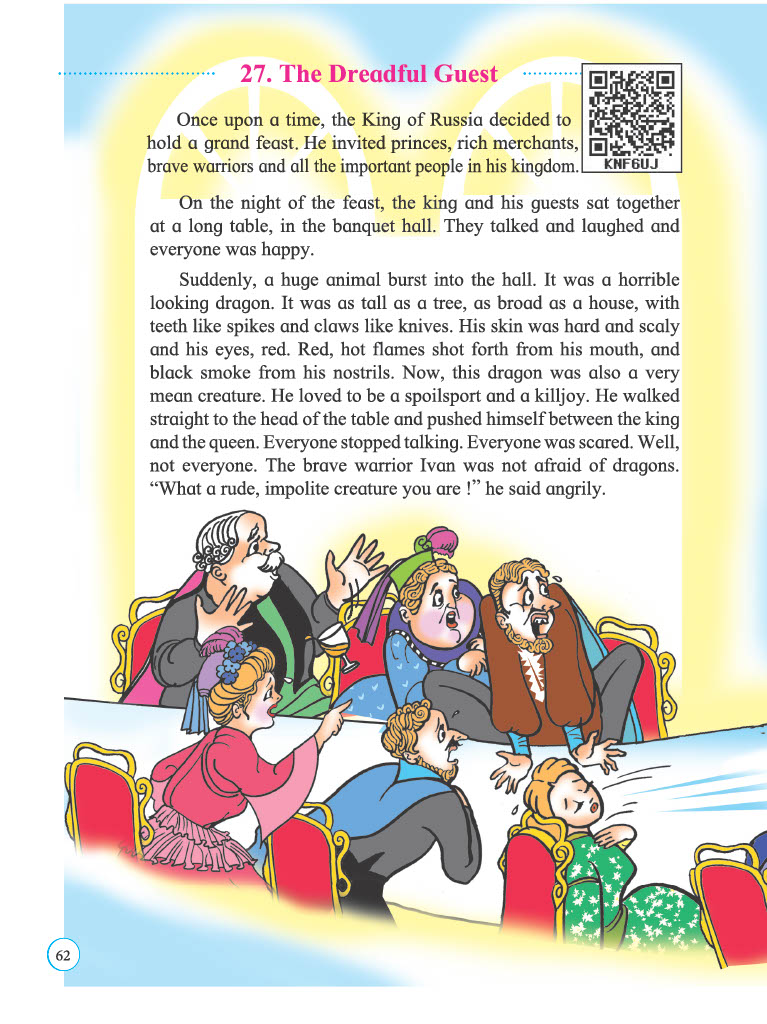 27. The Dreadful Guest
Once upon a time, the King of Russia decided to
hold a grand feast. He invited princes, rich merchants,
brave warriors and all the important people in his kingdom.
KNF6UJ
On the night of the feast, the king and his guests sat together
at a long table, in the banquet hall. They talked and laughed and
everyone was happy.
Suddenly, a huge animal burst into the hall. It was a horrible
looking dragon. It was as tall as a tree, as broad as a house, with
teeth like spikes and claws like knives. His skin was hard and scaly
and his eyes, red. Red, hot flames shot forth from his mouth, and
black smoke from his nostrils. Now, this dragon was also a very
mean creature. He loved to be a spoilsport and a killjoy. He walked
straight to the head of the table and pushed himself between the king
and the queen. Everyone stopped talking. Everyone was scared. Well,
not everyone. The brave warrior Ivan was not afraid of dragons.
“What a rude, impolite creature you are !” he said angrily.
62